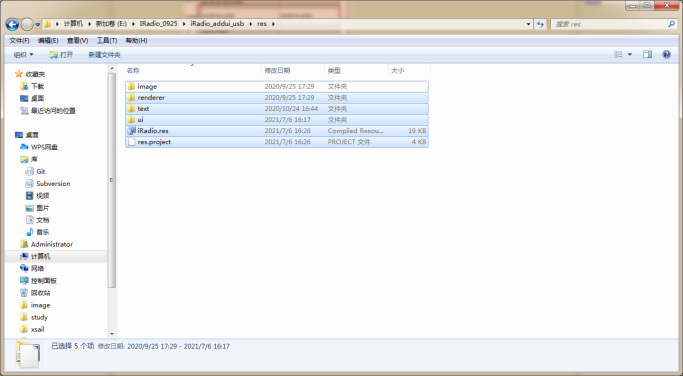 计算机 ▸ 新加卷 (E:) ▸ IRadio_0925 ▸ iRadio_addui_usb ▸ res ▸
搜索 res
文件(F) 编辑(E) 查看(V) 工具(T) 帮助(H)
组织 打开 新建文件夹
名称 修改日期 类型 大小
image 2020/9/25 17:29 文件夹
renderer 2020/9/25 17:29 文件夹
text 2020/10/24 16:44 文件夹
ui 2021/7/6 16:17 文件夹
iRadio.res 2021/7/6 16:26 Compiled Resou... 19 KB
res.project 2021/7/6 16:26 PROJECT 文件 4 KB
收藏夹
下载
桌面
最近访问的位置
桌面
WPS网盘
库
Git
Subversion
视频
图片
文档
音乐
Administrator
计算机
网络
控制面板
回收站
image
study
xsail
已选择 5 个项 修改日期: 2020/9/25 17:29 - 2021/7/6 16:17